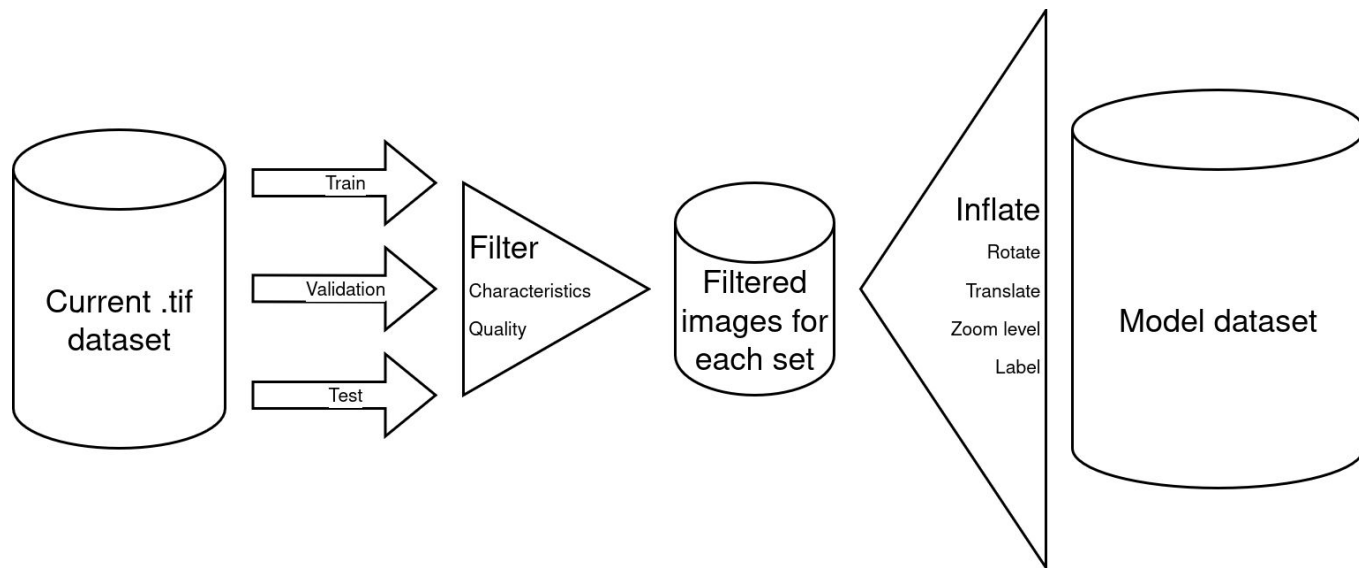 Current .tif
dataset
Train
Validation
Test
Filter
Characteristics
Quality
Filtered
images for
each set
Inflate
Rotate
Translate
Zoom level
Label
Model dataset